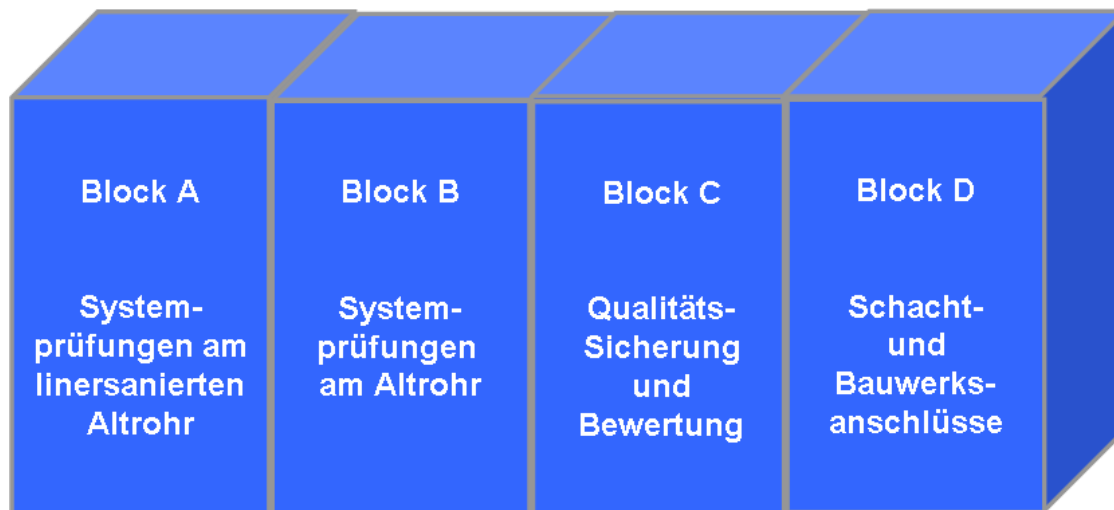 Block A
System-
prüfungen am
linersanierten
Altrohr
Block B
System-
prüfungen
am Altrohr
Block C
Qualitäts-
Sicherung
und
Bewertung
Block D
Schacht-
und
Bauwerks-
anschlüsse